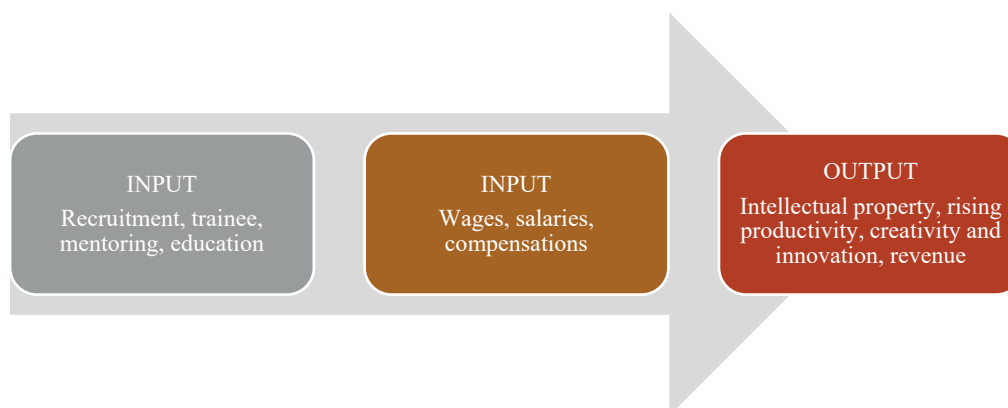 INPUT
Recruitment, trainee,
mentoring, education
INPUT
Wages, salaries,
compensations
OUTPUT
Intellectual property, rising
productivity, creativity and
innovation, revenue